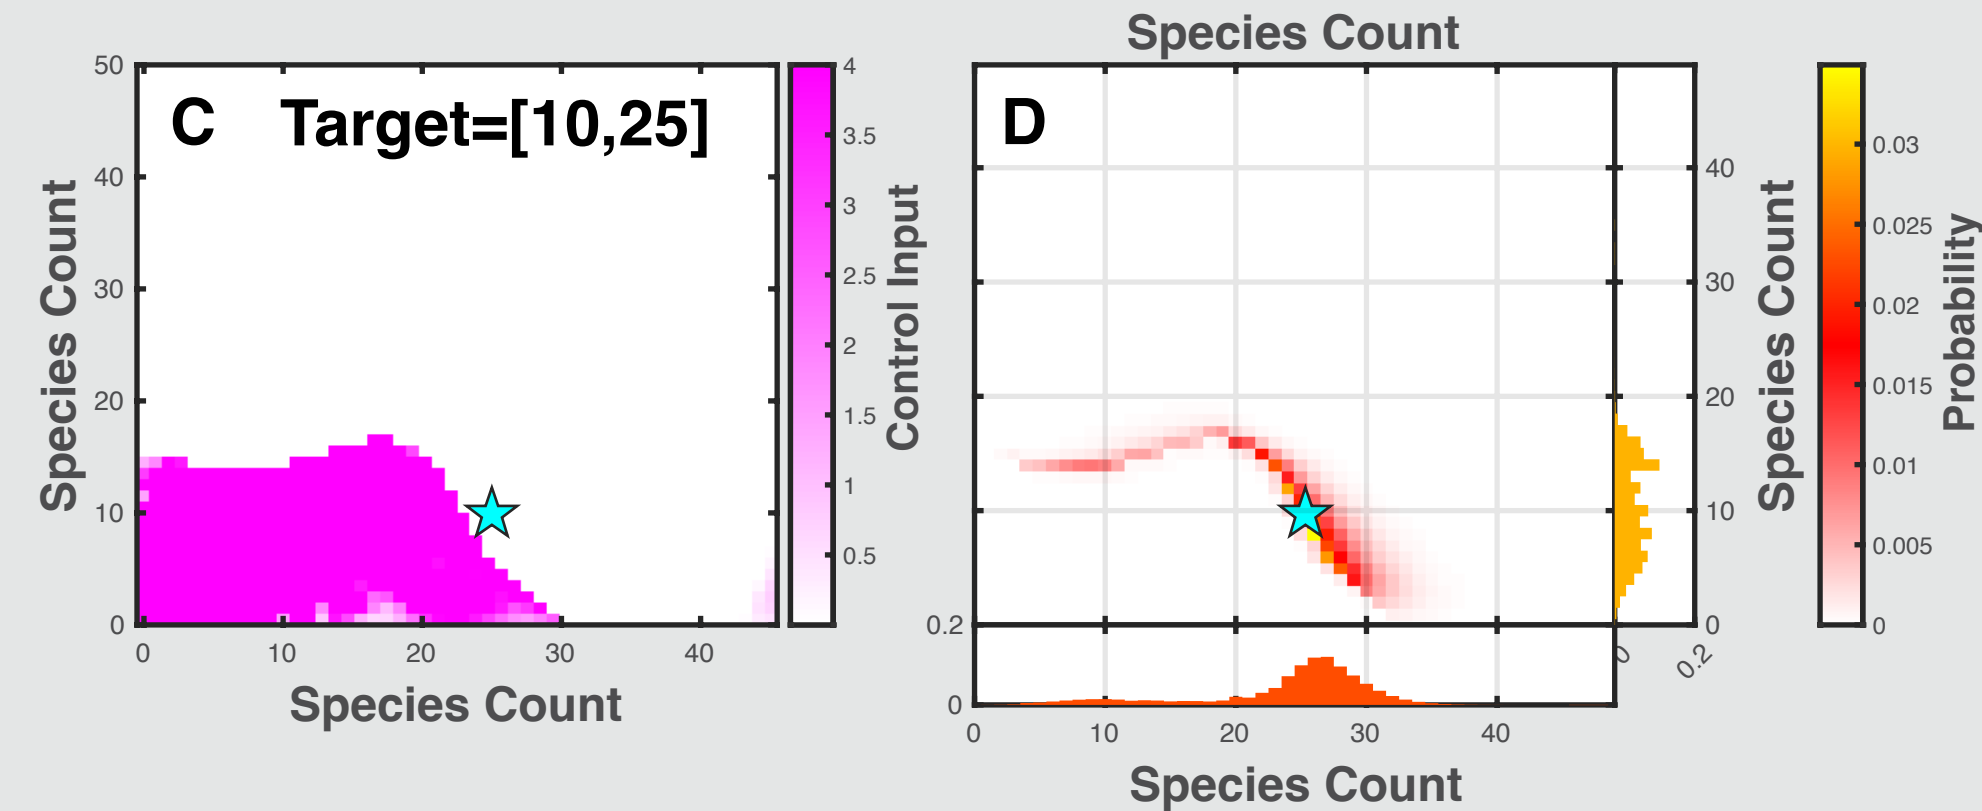 Species Count
C Target=[10,25]
50
40
30
20
10
0
Species Count
0 10 20 30 40
Species Count
4
3.5
3
2.5
2
1.5
1
0.5
Control Input
D
40
30
20
10
0
Species Count
0.2
0
0 0.2
0 10 20 30 40
Species Count
0.03
0.025
0.02
0.015
0.01
0.005
0
Probability